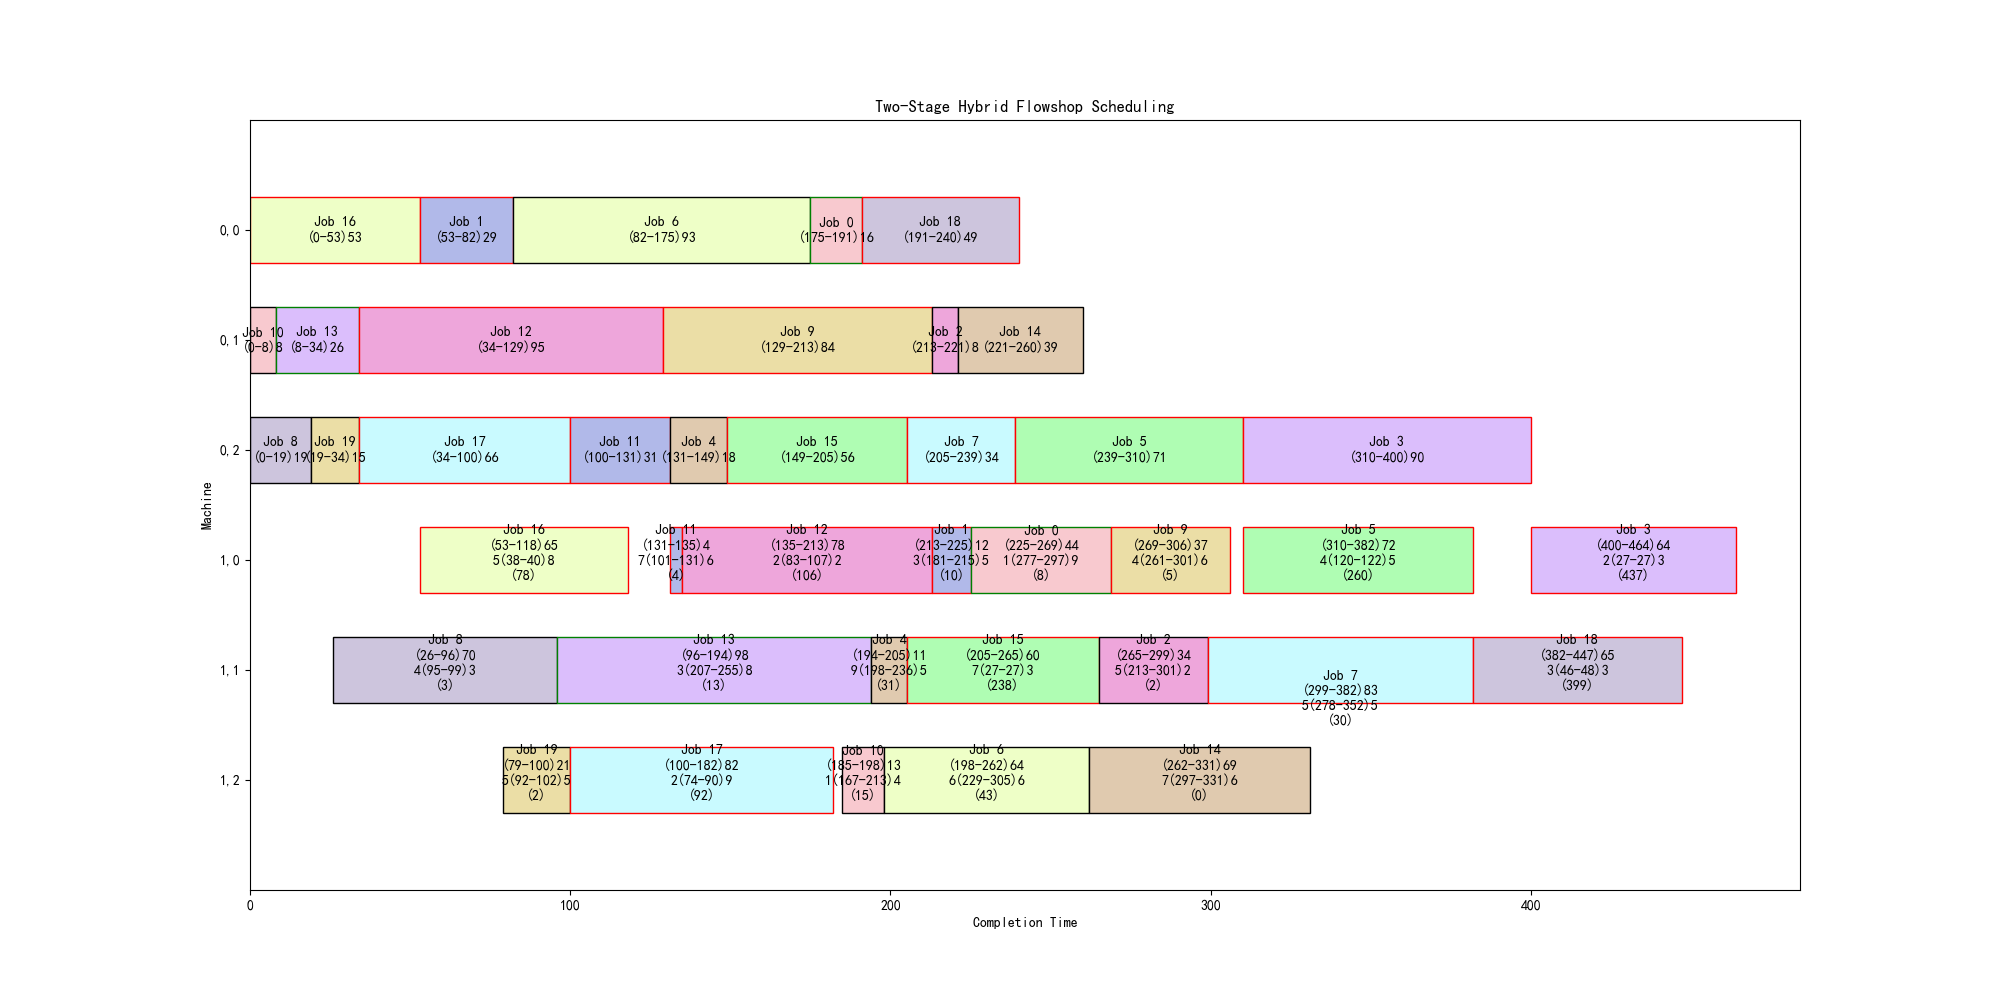 Two-Stage Hybrid Flowshop Scheduling
Machine
0,0
Job 16
(0-53)53
Job 1
(53-82)29
Job 6
(82-175)93
Job 0
(175-191)16
Job 18
(191-240)49
0,1
Job 10
(0-8)8
Job 13
(8-34)26
Job 12
(34-129)95
Job 9
(129-213)84
Job 2
(213-221)8
Job 14
(221-260)39
0,2
Job 8
(0-19)19
Job 19
(19-34)15
Job 17
(34-100)66
Job 11
(100-131)31
Job 4
(131-149)18
Job 15
(149-205)56
Job 7
(205-239)34
Job 5
(239-310)71
Job 3
(310-400)90
1,0
Job 16
(53-118)65
5(38-40)8
(78)
Job 11
(131-135)4
7(101-131)6
(4)
Job 12
(135-213)78
2(83-107)2
(106)
Job 1
(213-225)12
3(181-215)5
(10)
Job 0
(225-269)44
1(277-297)9
(8)
Job 9
(269-306)37
4(261-301)6
(5)
Job 5
(310-382)72
4(120-122)5
(260)
Job 3
(400-464)64
2(27-27)3
(437)
1,1
Job 8
(26-96)70
4(95-99)3
(3)
Job 13
(96-194)98
3(207-255)8
(13)
Job 4
(194-205)11
9(198-236)5
(31)
Job 15
(205-265)60
7(27-27)3
(238)
Job 2
(265-299)34
5(213-301)2
(2)
Job 7
(299-382)83
5(278-352)5
(30)
Job 18
(382-447)65
3(46-48)3
(399)
1,2
Job 19
(79-100)21
5(92-102)5
(2)
Job 17
(100-182)82
2(74-90)9
(92)
Job 10
(185-198)13
1(167-213)4
(15)
Job 6
(198-262)64
6(229-305)6
(43)
Job 14
(262-331)69
7(297-331)6
(0)
0
100
200
300
400
Completion Time